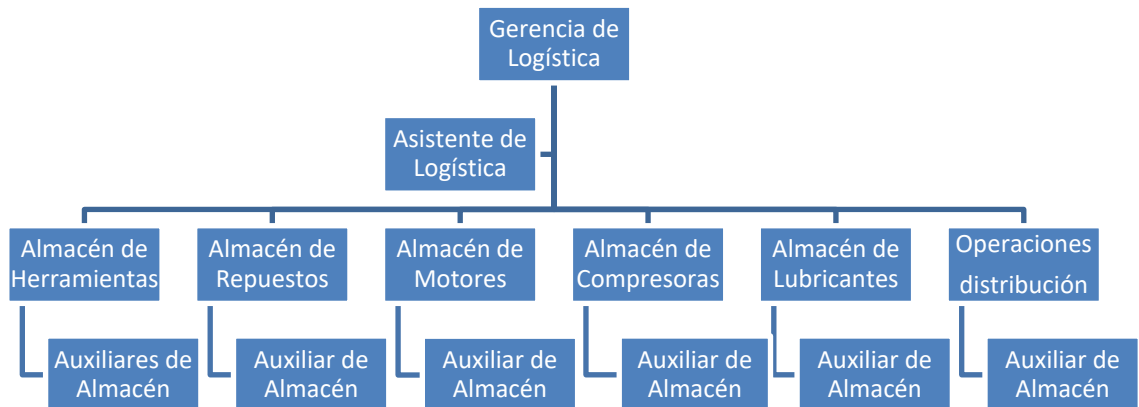 Gerencia de
Logística
Asistente de
Logística
Almacén de
Herramientas
Almacén de
Repuestos
Almacén de
Motores
Almacén de
Compresoras
Almacén de
Lubricantes
Operaciones
distribución
Auxiliares de
Almacén
Auxiliar de
Almacén
Auxiliar de
Almacén
Auxiliar de
Almacén
Auxiliar de
Almacén
Auxiliar de
Almacén